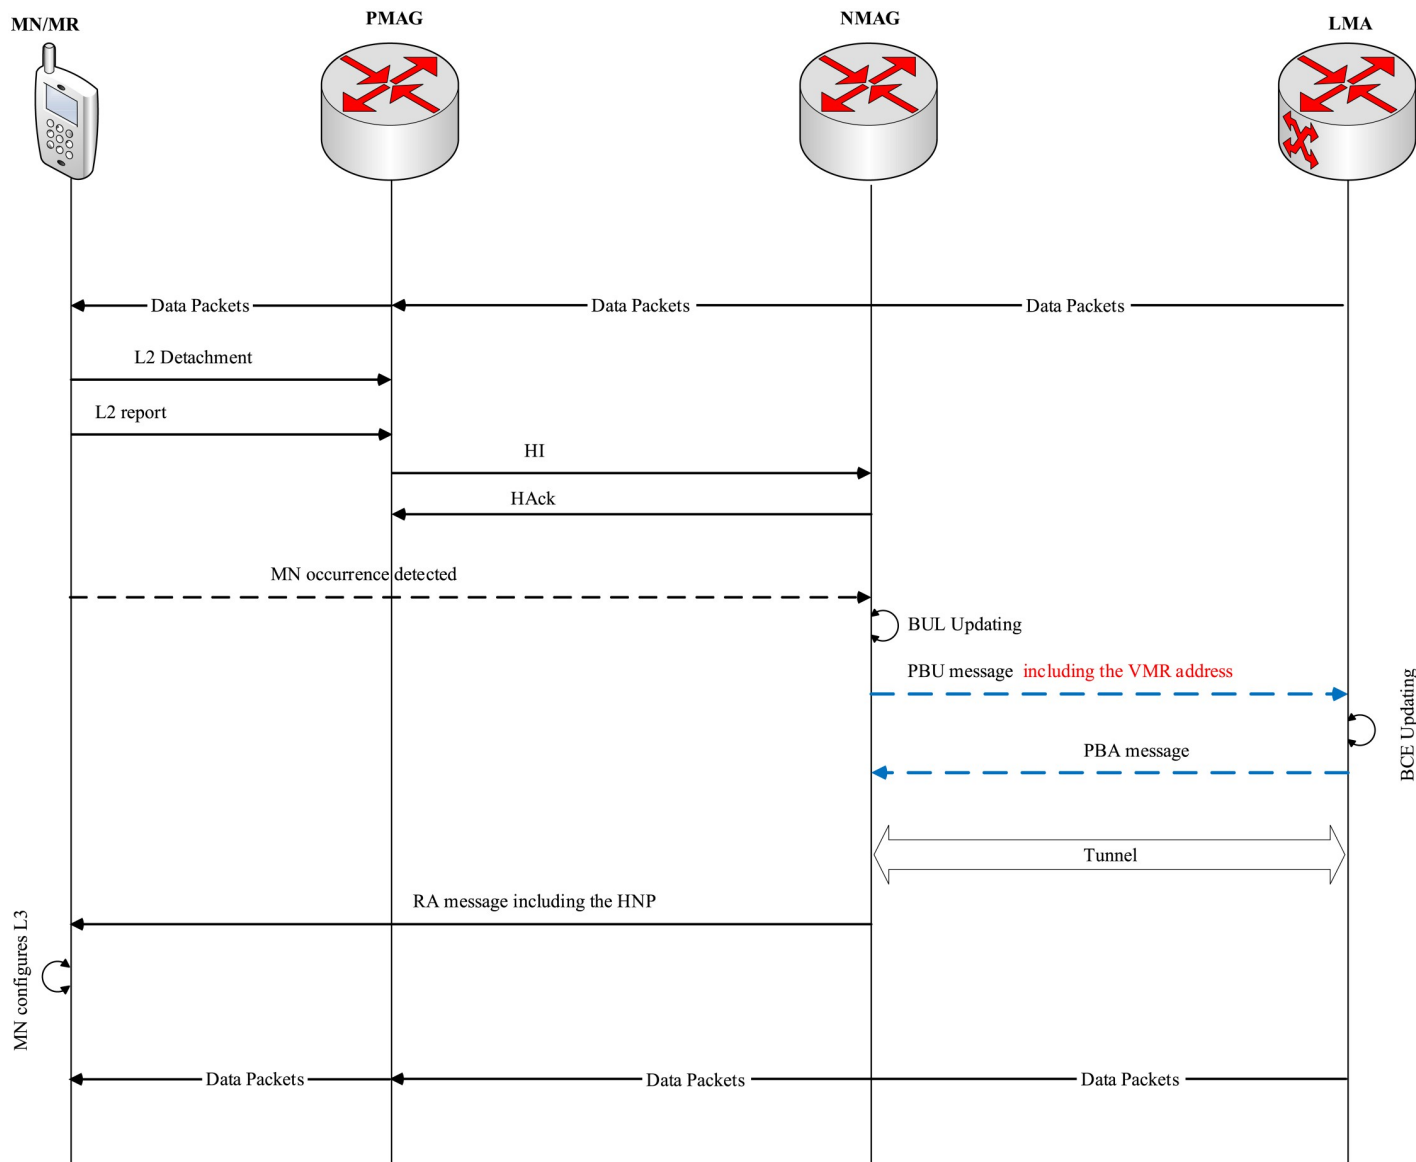 MN/MR
PMAG
NMAG
LMA
Data Packets
Data Packets
Data Packets
L2 Detachment
L2 report
HI
HAck
MN occurrence detected
BUL Updating
PBU message including the VMR address
BCE Updating
PBA message
Tunnel
RA message including the HNP
MN configures L3
Data Packets
Data Packets
Data Packets